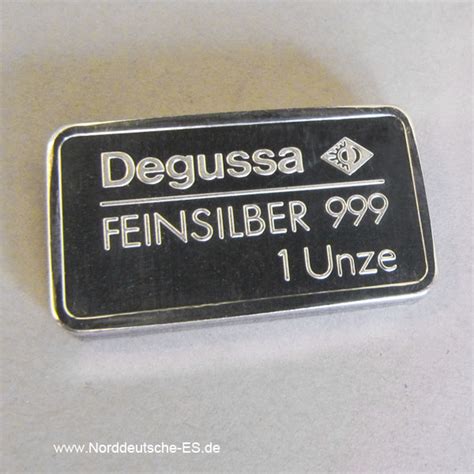 Degussa
FEINSILBER 999
1 Unze
www.Norddeutsche-ES.de